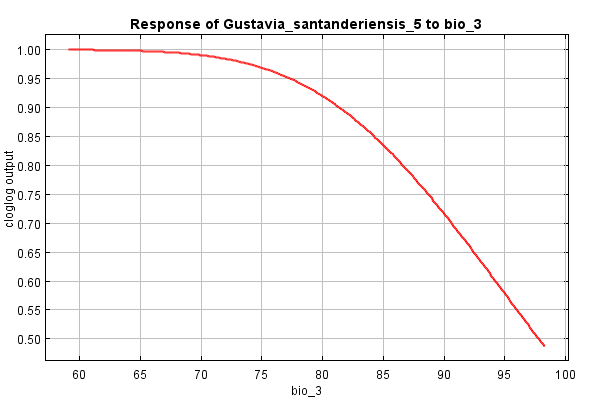 Response of Gustavia_santanderiensis_5 to bio_3
cloglog output
1.00
0.95
0.90
0.85
0.80
0.75
0.70
0.65
0.60
0.55
0.50
60 65 70 75 80 85 90 95 100
bio_3